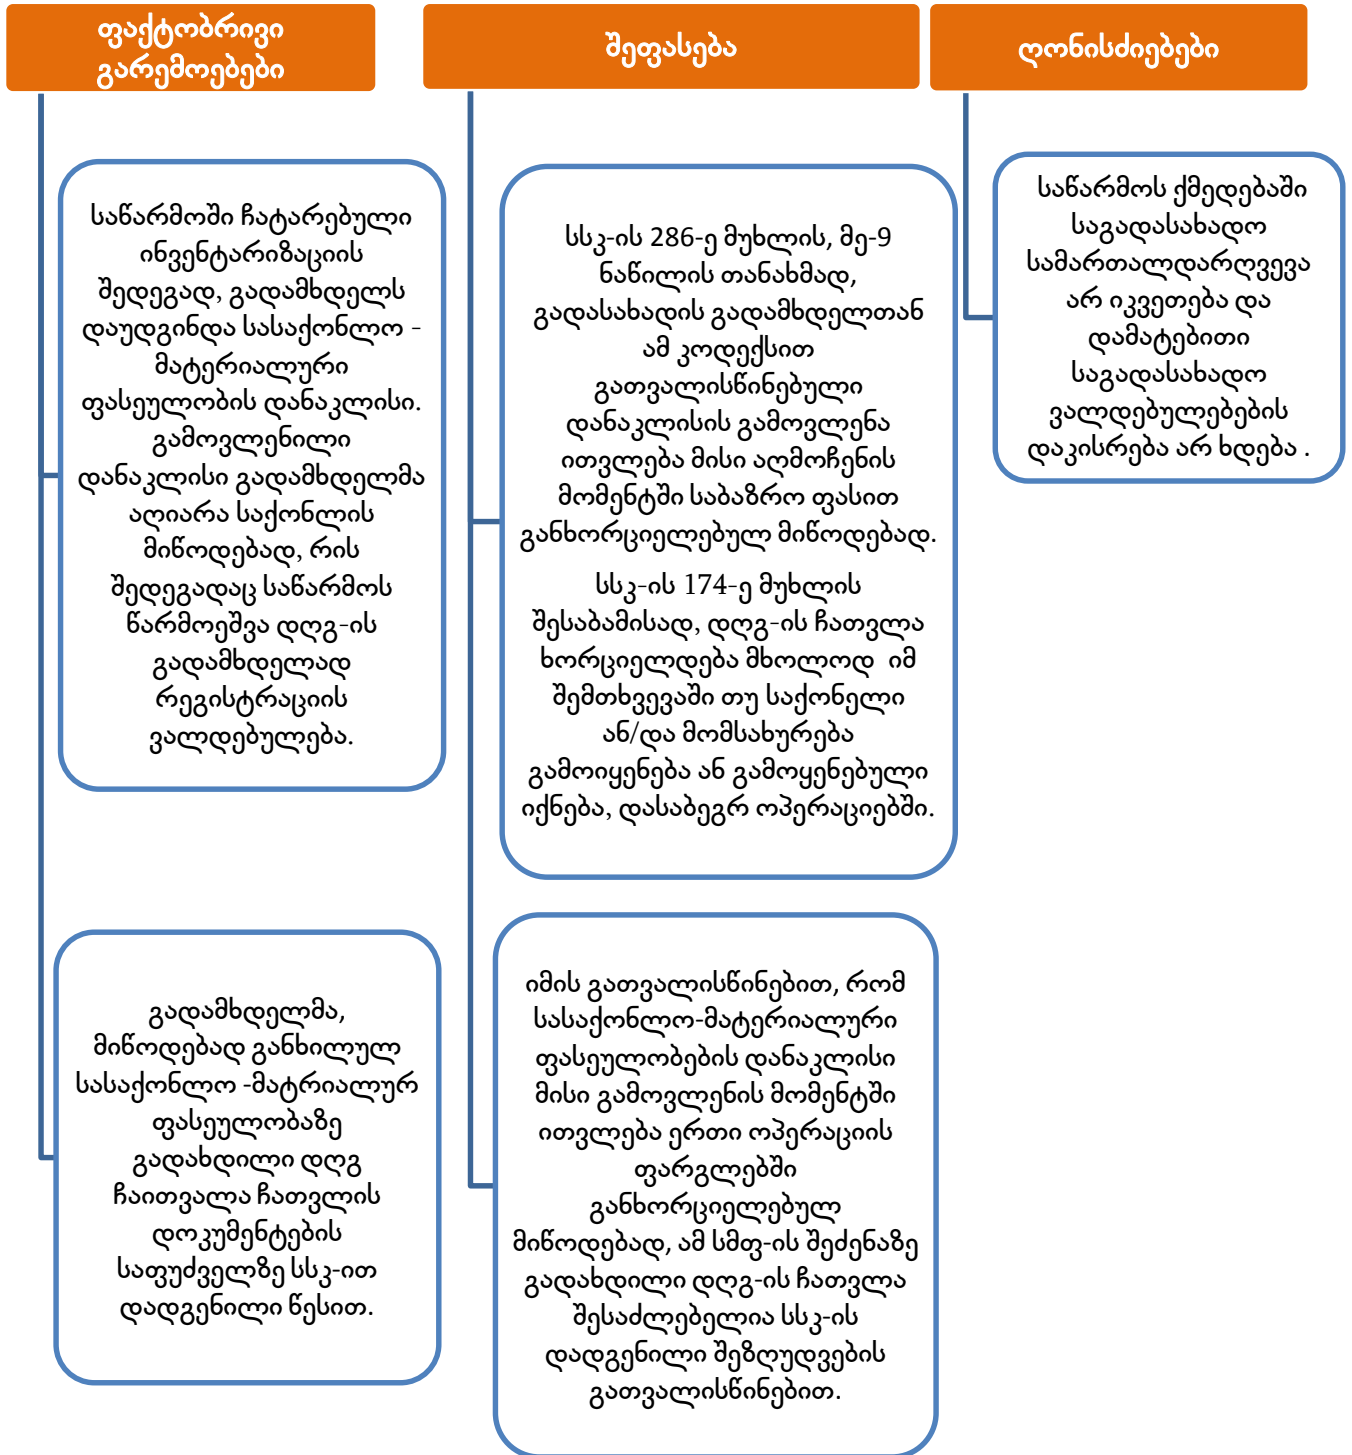 ფაქტობრივი
გარემოებები
საწარმოში ჩატარებული
ინვენტარიზაციის
შედეგად, გადამხდელს
დაუდგინდა სასაქონლო -
მატერიალური
ფასეულობის დანაკლისი.
გამოვლენილი
დანაკლისი გადამხდელმა
აღიარა საქონლის
მიწოდებად, რის
შედეგადაც საწარმოს
წარმოეშვა დღგ-ის
გადამხდელად
რეგისტრაციის
ვალდებულება.
გადამხდელმა,
მიწოდებად განხილულ
სასაქონლო -მატრიალურ
ფასეულობაზე
გადახდილი დღგ
ჩაითვალა ჩათვლის
დოკუმენტების
საფუძველზე სსკ-ით
დადგენილი წესით.
შეფასება
სსკ-ის 286-ე მუხლის, მე-9
ნაწილის თანახმად,
გადასახადის გადამხდელთან
ამ კოდექსით
გათვალისწინებული
დანაკლისის გამოვლენა
ითვლება მისი აღმოჩენის
მომენტში საბაზრო ფასით
განხორციელებულ მიწოდებად.
სსკ-ის 174-ე მუხლის
შესაბამისად, დღგ-ის ჩათვლა
ხორციელდება მხოლოდ  იმ
შემთხვევაში თუ საქონელი
ან/და მომსახურება
გამოიყენება ან გამოყენებული
იქნება, დასაბეგრ ოპერაციებში.
იმის გათვალისწინებით, რომ
სასაქონლო-მატერიალური
ფასეულობების დანაკლისი
მისი გამოვლენის მომენტში
ითვლება ერთი ოპერაციის
ფარგლებში
განხორციელებულ
მიწოდებად, ამ სმფ-ის შეძენაზე
გადახდილი დღგ-ის ჩათვლა
შესაძლებელია სსკ-ის
დადგენილი შეზღუდვების
გათვალისწინებით.
ღონისძიებები
საწარმოს ქმედებაში
საგადასახადო
სამართალდარღვევა
არ იკვეთება და
დამატებითი
საგადასახადო
ვალდებულებების
დაკისრება არ ხდება .